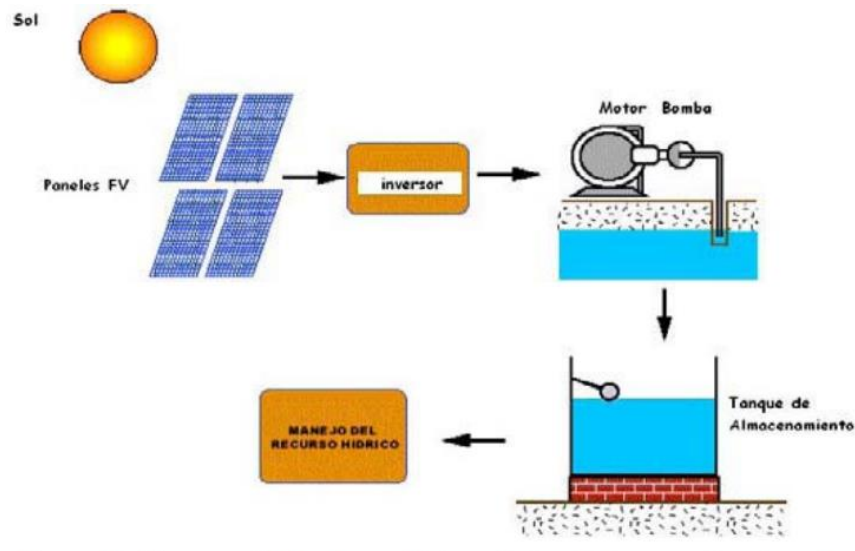 Sol
Motor Bomba
Paneles FV
inversor
Tanque de
Almacenamiento
MANEJO DEL
RECURSO HIDRICO